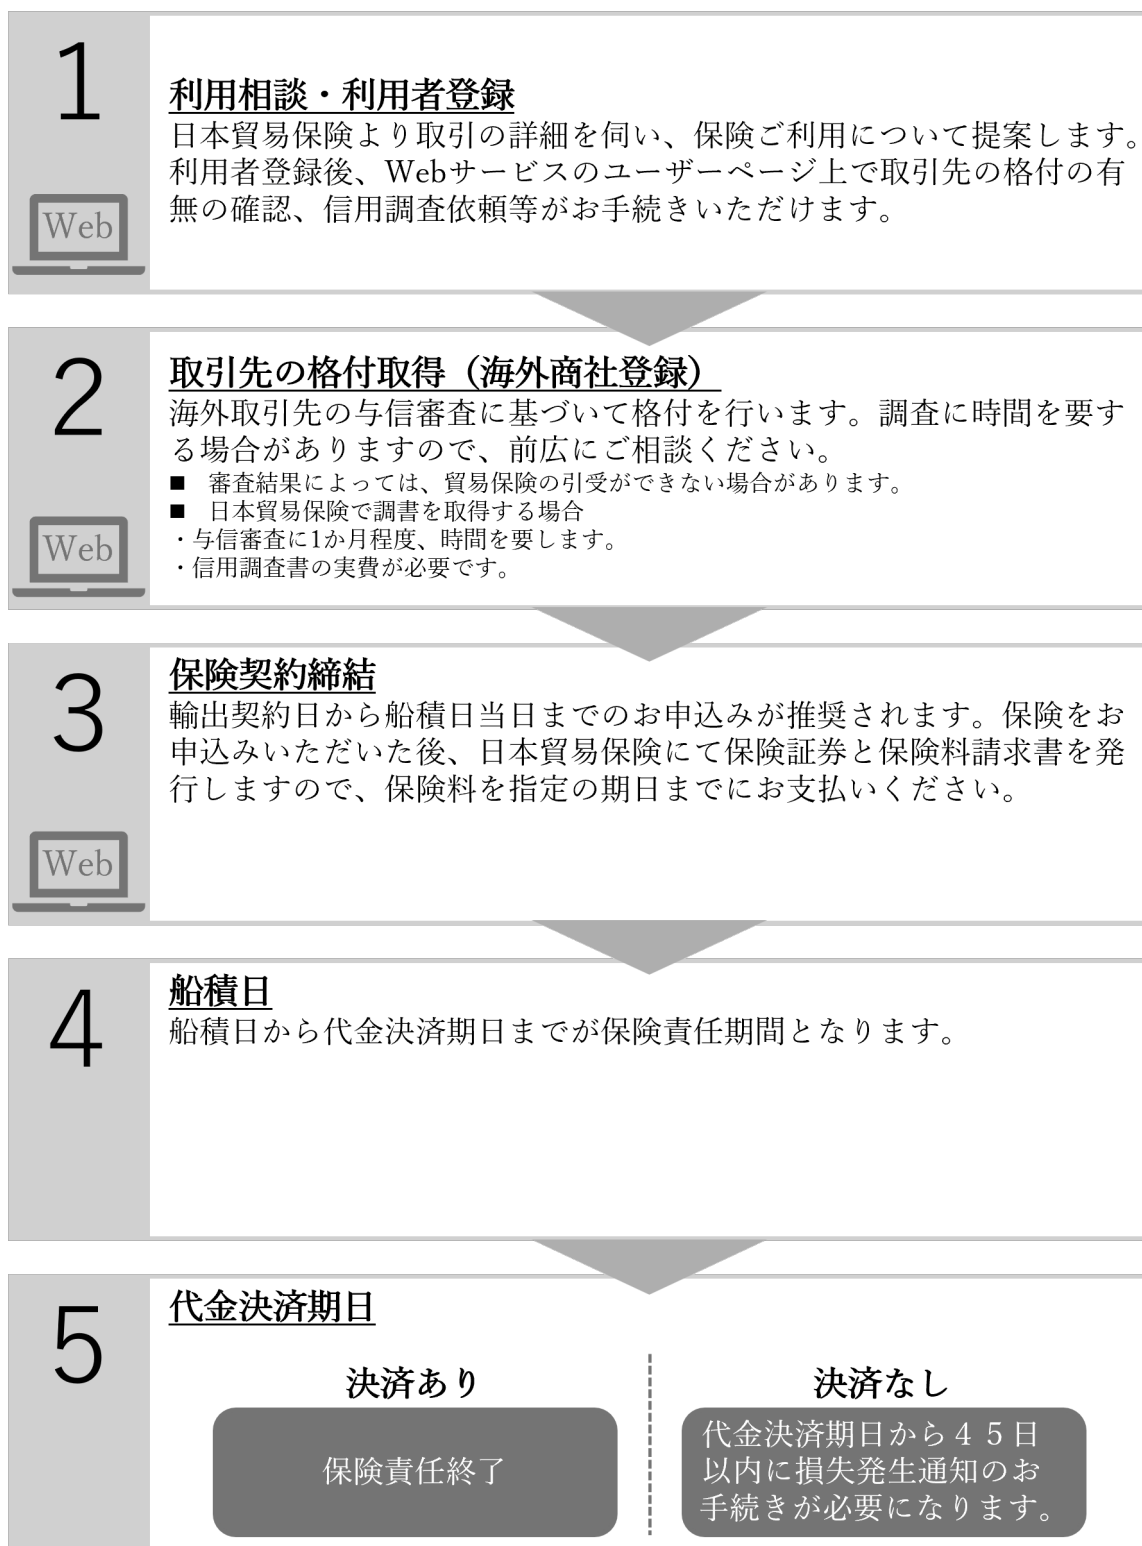 1
利用相談・利用者登録
日本貿易保険より取引の詳細を伺い、保険ご利用について提案します。
利用者登録後、Webサービスのユーザーページ上で取引先の格付の有
無の確認、信用調査依頼等がお手続きいただけます。
Web
2
取引先の格付取得（海外商社登録）
海外取引先の与信審査に基づいて格付を行います。調査に時間を要す
る場合がありますので、前広にご相談ください。
■ 審査結果によっては、貿易保険の引受ができない場合があります。
■ 日本貿易保険で調書を取得する場合
・与信審査に1か月程度、時間を要します。
・信用調査書の実費が必要です。
Web
3
保険契約締結
輸出契約日から船積日当日までのお申込みが推奨されます。保険をお
申込みいただいた後、日本貿易保険にて保険証券と保険料請求書を発
行しますので、保険料を指定の期日までにお支払いください。
Web
4
船積日
船積日から代金決済期日までが保険責任期間となります。
5
代金決済期日
決済あり
保険責任終了
決済なし
代金決済期日から４５日
以内に損失発生通知のお
手続きが必要になります。